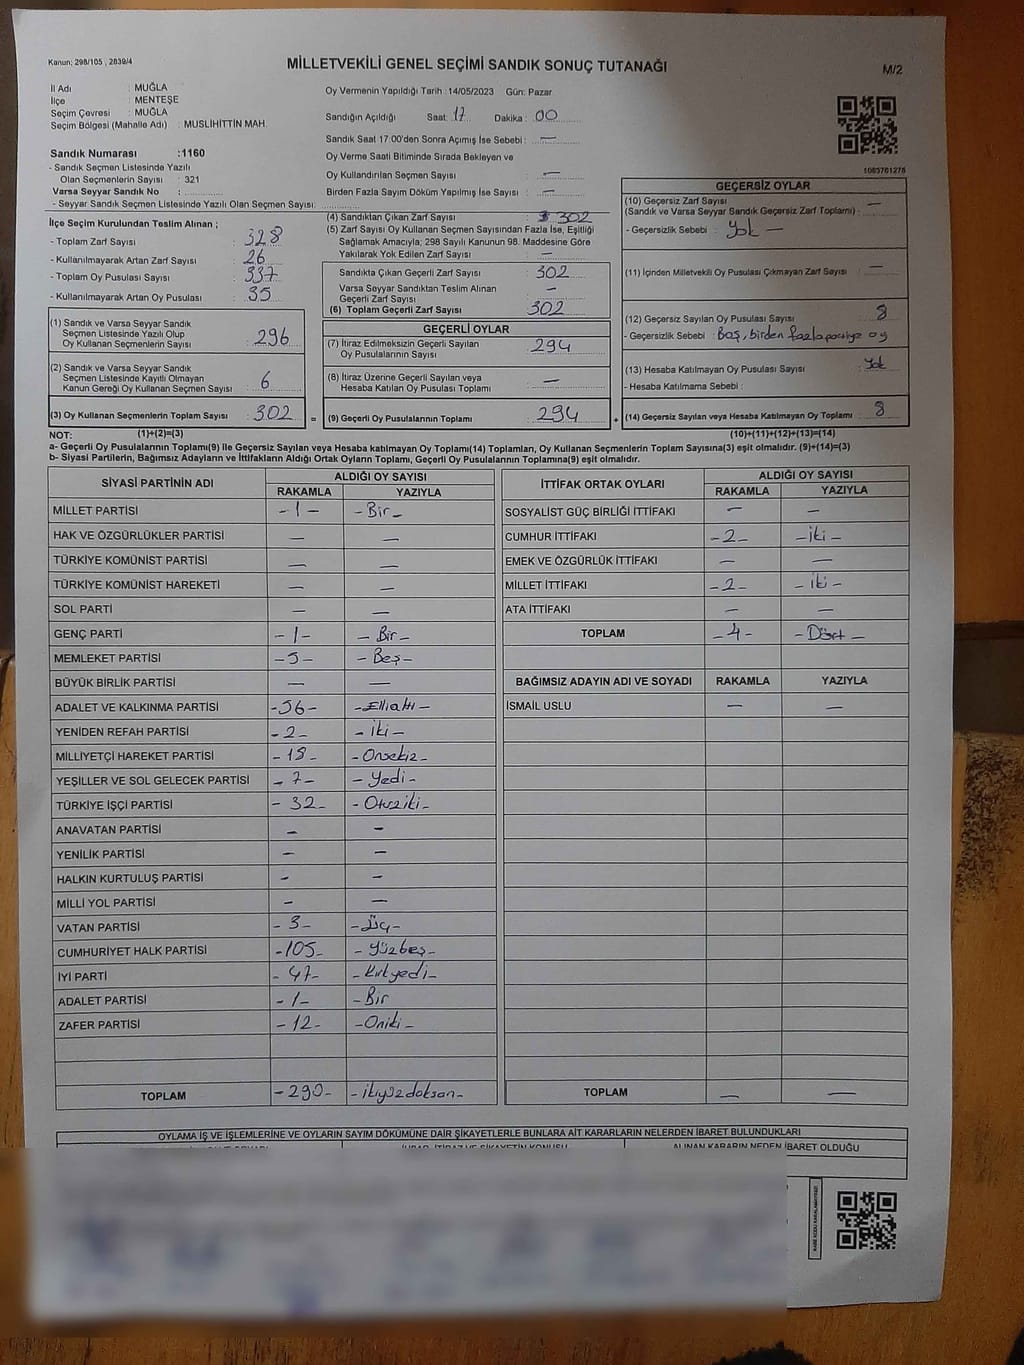 Kanun; 298/105 , 2839/4
MİLLETVEKİLİ GENEL SEÇİMİ SANDIK SONUÇ TUTANAĞI
M/2
İl Adı : MUĞLA
İlçe : MENTEŞE
Seçim Çevresi : MUĞLA
Seçim Bölgesi (Mahalle Adı) : MUSLİHİTTİN MAH.
Oy Vermenin Yapıldığı Tarih : 14/05/2023 Gün: Pazar
Sandığın Açıldığı Saat: 17 Dakika : 00
Sandık Saat 17:00'den Sonra Açımış İse Sebebi : —
Oy Verme Saati Bitiminde Sırada Bekleyen ve
Oy Kullandırılan Seçmen Sayısı : —
Birden Fazla Sayım Döküm Yapılmış İse Sayısı : —
Sandık Numarası :1160
- Sandık Seçmen Listesinde Yazılı
Olan Seçmenlerin Sayısı : 321
Varsa Seyyar Sandık No :
- Seyyar Sandık Seçmen Listesinde Yazılı Olan Seçmen Sayısı:
1083781278
İlçe Seçim Kurulundan Teslim Alınan ;
- Toplam Zarf Sayısı : 328
- Kullanılmayarak Artan Zarf Sayısı : 26
- Toplam Oy Pusulası Sayısı : 337
- Kullanılmayarak Artan Oy Pusulası : 35
(1) Sandık ve Varsa Seyyar Sandık
Seçmen Listesinde Yazılı Olup
Oy Kullanan Seçmenlerin Sayısı : 296
(2) Sandık ve Varsa Seyyar Sandık
Seçmen Listesinde Kayıtlı Olmayan
Kanun Gereği Oy Kullanan Seçmen Sayısı : 6
(3) Oy Kullanan Seçmenlerin Toplam Sayısı : 302
(4) Sandıktan Çıkan Zarf Sayısı : 302
(5) Zarf Sayısı Oy Kullanan Seçmen Sayısından Fazla İse, Eşitliği
Sağlamak Amacıyla; 298 Sayılı Kanunun 98. Maddesine Göre
Yakılarak Yok Edilen Zarf Sayısı : —
Sandıkta Çıkan Geçerli Zarf Sayısı : 302
Varsa Seyyar Sandıktan Teslim Alınan
Geçerli Zarf Sayısı : —
(6) Toplam Geçerli Zarf Sayısı : 302
GEÇERLİ OYLAR
(7) İtiraz Edilmeksizin Geçerli Sayılan
Oy Pusulalarının Sayısı : 294
(8) İtiraz Üzerine Geçerli Sayılan veya
Hesaba Katılan Oy Pusulası Toplamı : —
= (9) Geçerli Oy Pusulalarının Toplamı : 294
GEÇERSİZ OYLAR
(10) Geçersiz Zarf Sayısı : —
(Sandık ve Varsa Seyyar Sandık Geçersiz Zarf Toplamı) :
- Geçersizlik Sebebi : Yok —
(11) İçinden Milletvekili Oy Pusulası Çıkmayan Zarf Sayısı : —
(12) Geçersiz Sayılan Oy Pusulası Sayısı : 8
- Geçersizlik Sebebi : Boş, birden fazla partiye oy
(13) Hesaba Katılmayan Oy Pusulası Sayısı : Yok
- Hesaba Katılmama Sebebi :
+ (14) Geçersiz Sayılan veya Hesaba Katılmayan Oy Toplamı : 8
NOT: (1)+(2)=(3) (10)+(11)+(12)+(13)=(14)
a- Geçerli Oy Pusulasının Toplamı(9) ile Geçersiz Sayılan veya Hesaba katılmayan Oy Toplamı(14) Toplamları, Oy Kullanan Seçmenlerin Toplam Sayısına(3) eşit olmalıdır. (9)+(14)=(3)
b- Siyasi Partilerin, Bağımsız Adayların ve İttifakların Aldığı Ortak Oyların Toplamı, Geçerli Oy Pusulalarının Toplamına(9) eşit olmalıdır.
SİYASİ PARTİNİN ADI ALDIĞI OY SAYISI
RAKAMLA YAZIYLA
MİLLET PARTİSİ -1- -Bir-
HAK VE ÖZGÜRLÜKLER PARTİSİ — —
TÜRKİYE KOMÜNİST PARTİSİ — —
TÜRKİYE KOMÜNİST HAREKETİ — —
SOL PARTİ — —
GENÇ PARTİ -1- -Bir-
MEMLEKET PARTİSİ -5- -Beş-
BÜYÜK BİRLİK PARTİSİ — —
ADALET VE KALKINMA PARTİSİ -56- -Elliatı-
YENİDEN REFAH PARTİSİ -2- -iki-
MİLLİYETÇİ HAREKET PARTİSİ -18- -Onsekiz-
YEŞİLLER VE SOL GELECEK PARTİSİ -7- -Yedi-
TÜRKİYE İŞÇİ PARTİSİ -32- -Otuziki-
ANAVATAN PARTİSİ — —
YENİLİK PARTİSİ — —
HALKIN KURTULUŞ PARTİSİ - -
MİLLİ YOL PARTİSİ - —
VATAN PARTİSİ -3- -Üç-
CUMHURİYET HALK PARTİSİ -105- -Yüzbeş-
İYİ PARTİ -47- -Kırkyedi-
ADALET PARTİSİ -1- -Bir
ZAFER PARTİSİ -12- -Oniki-
TOPLAM -290- -ikiyüzdoksan-
İTTİFAK ORTAK OYLARI ALDIĞI OY SAYISI
RAKAMLA YAZIYLA
SOSYALİST GÜÇ BİRLİĞİ İTTİFAKI — —
CUMHUR İTTİFAKI -2- -iki-
EMEK VE ÖZGÜRLÜK İTTİFAKI — —
MİLLET İTTİFAKI -2- -iki-
ATA İTTİFAKI — —
TOPLAM -4- -Dört-
BAĞIMSIZ ADAYIN ADI VE SOYADI RAKAMLA YAZIYLA
İSMAİL USLU — —
TOPLAM — —
OYLAMA İŞ VE İŞLEMLERİNE VE OYLARIN SAYIM DÖKÜMÜNE DAİR ŞİKAYETLERLE BUNLARA AİT KARARLARIN NELERDEN İBARET BULUNDUKLARI
ALINAN KARARIN NEDEN İBARET OLDUĞU